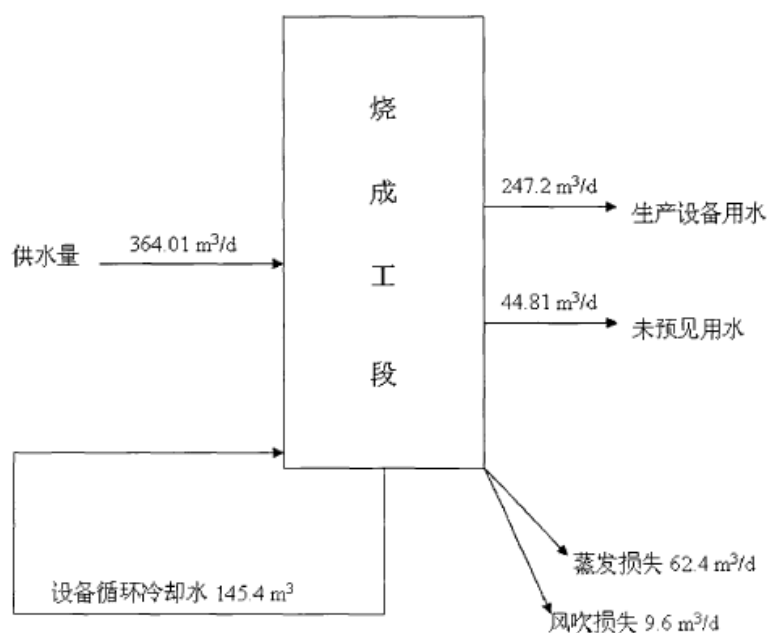 烧
成
工
段
247.2 m³/d
生产设备用水
供水量
364.01 m³/d
44.81 m³/d
未预见用水
设备循环冷却水 145.4 m³
蒸发损失 62.4 m³/d
风吹损失 9.6 m³/d